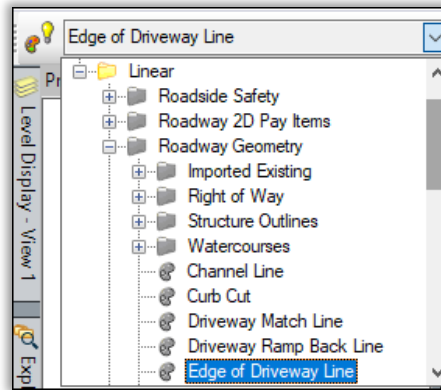 Edge of Driveway Line
Pr
Linear
Roadside Safety
Roadway 2D Pay Items
Roadway Geometry
Imported Existing
Right of Way
Structure Outlines
Watercourses
Channel Line
Curb Cut
Driveway Match Line
Driveway Ramp Back Line
Edge of Driveway Line
Level Display - View 1
Expl